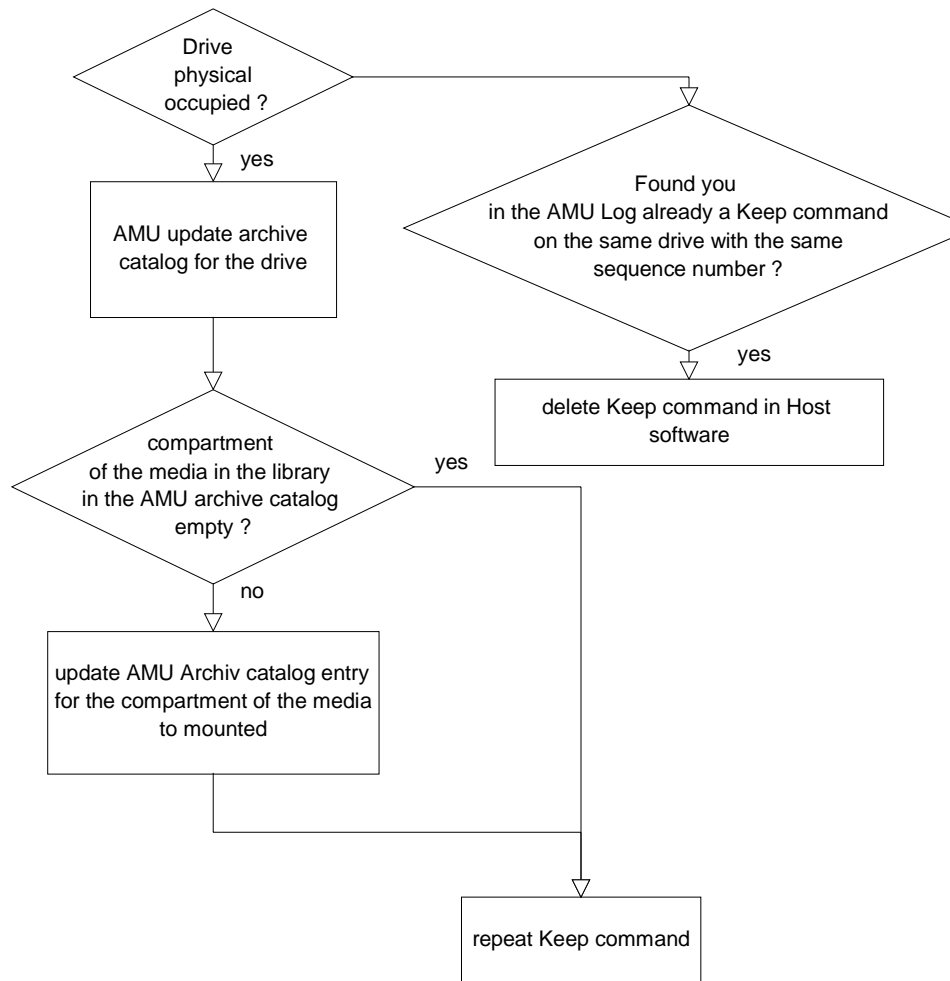 Drive
physical
occupied ?
yes
AMU update archive
catalog for the drive
Found you
in the AMU Log already a Keep command
on the same drive with the same
sequence number ?
yes
delete Keep command in Host
software
compartment
of the media in the library
in the AMU archive catalog
empty ?
yes
no
update AMU Archiv catalog entry
for the compartment of the media
to mounted
repeat Keep command